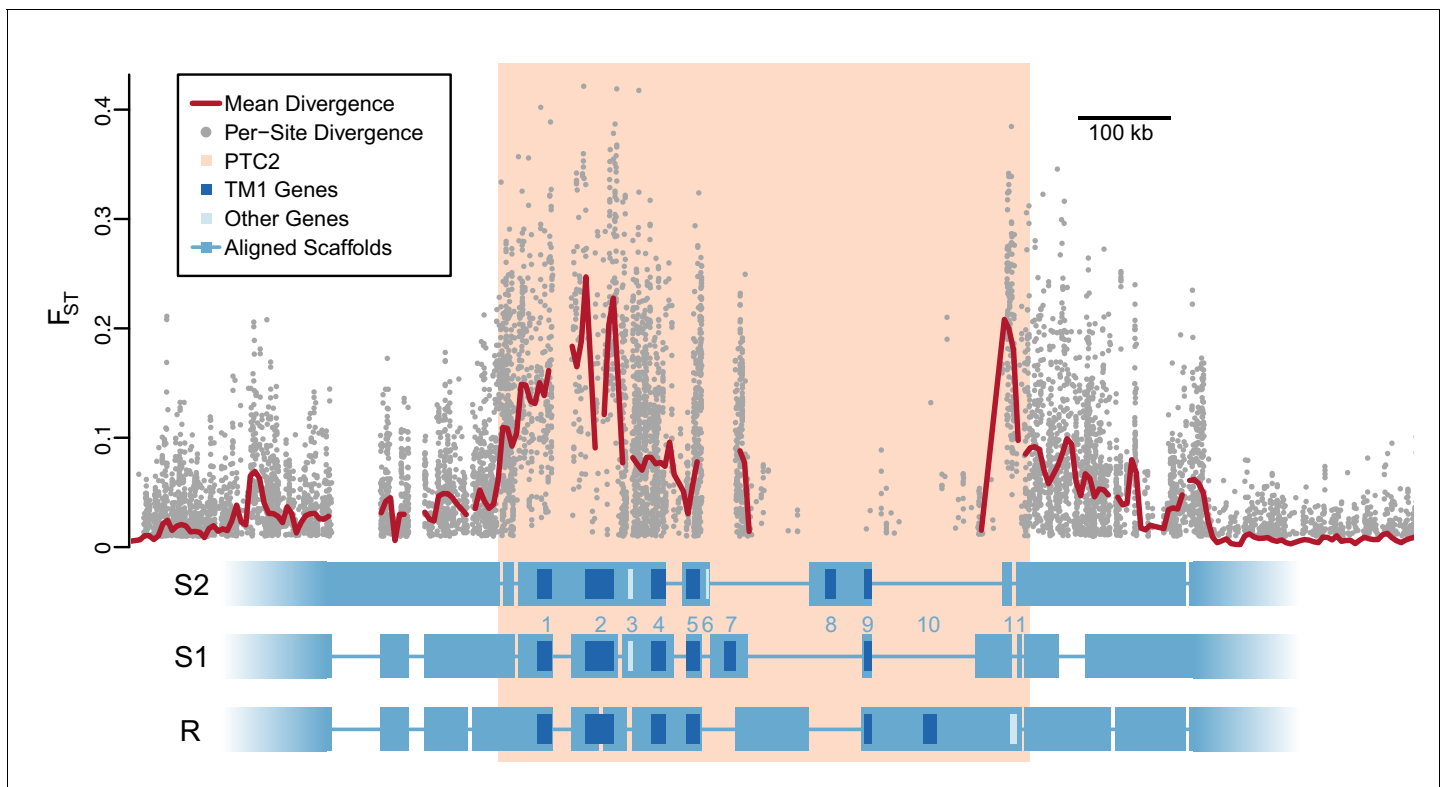 Mean Divergence
Per−Site Divergence
PTC2
TM1 Genes
Other Genes
Aligned Scaffolds
100 kb
FST
0.4
0.3
0.2
0.1
0
S2
1 2 3 4 5 6 7 8 9 10 11
S1
R